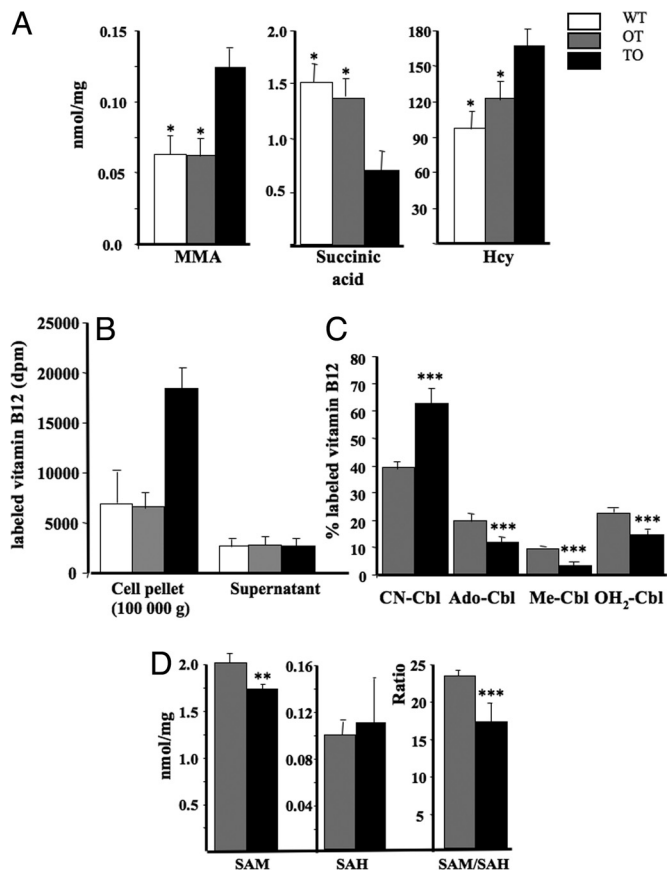 A
WT
OT
TO
nmol/mg
0.15
0.10
0.05
0.0
*
*
MMA
2.0
1.5
1.0
0.5
*
*
Succinic
acid
180
150
120
90
60
30
*
*
Hcy
B
labeled vitamin B12 (dpm)
25000
20000
15000
10000
5000
0
Cell pellet
(100 000 g)
Supernatant
C
% labeled vitamin B12
80
70
60
50
40
30
20
10
0
***
***
***
***
CN-Cbl Ado-Cbl Me-Cbl OH2-Cbl
D
nmol/mg
2.0
1.5
1.0
0.5
**
SAM
0.16
0.12
0.08
0.04
SAH
Ratio
25
20
15
10
5
***
SAM/SAH